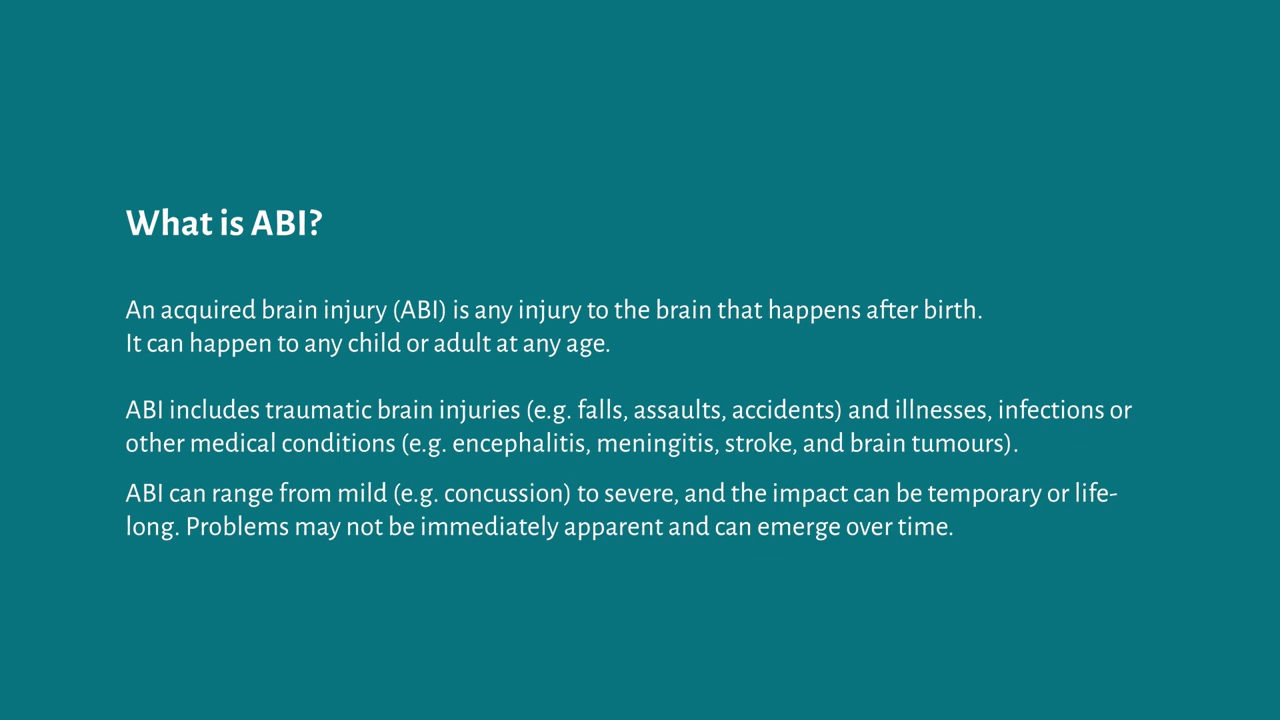 What is ABI?
An acquired brain injury (ABI) is any injury to the brain that happens after birth.
It can happen to any child or adult at any age.
ABI includes traumatic brain injuries (e.g. falls, assaults, accidents) and illnesses, infections or
other medical conditions (e.g. encephalitis, meningitis, stroke, and brain tumours).
ABI can range from mild (e.g. concussion) to severe, and the impact can be temporary or life-
long. Problems may not be immediately apparent and can emerge over time.